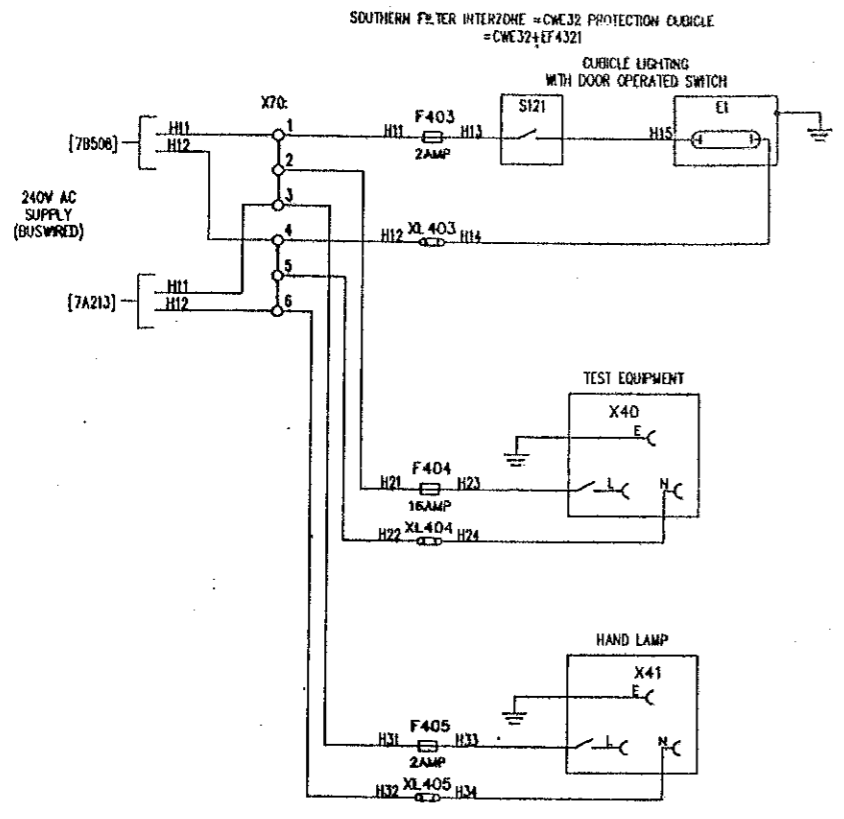 SOUTHERN FILTER INTERZONE =CWE32 PROTECTION CUBICLE
=CWE32+EF4321
CUBICLE LIGHTING
WITH DOOR OPERATED SWITCH
X70:
F403
S121
E1
H11
1
H11
H13
H15
[7B508]
H12
2AMP
2
240V AC
SUPPLY
(BUSWIRED)
3
4
H12
XL403
H14
5
[7A213]
H11
H12
6
TEST EQUIPMENT
X40
E
F404
H21
H23
L
N
16AMP
H22
XL404
H24
HAND LAMP
X41
E
F405
H31
H33
L
N
2AMP
H32
XL405
H34